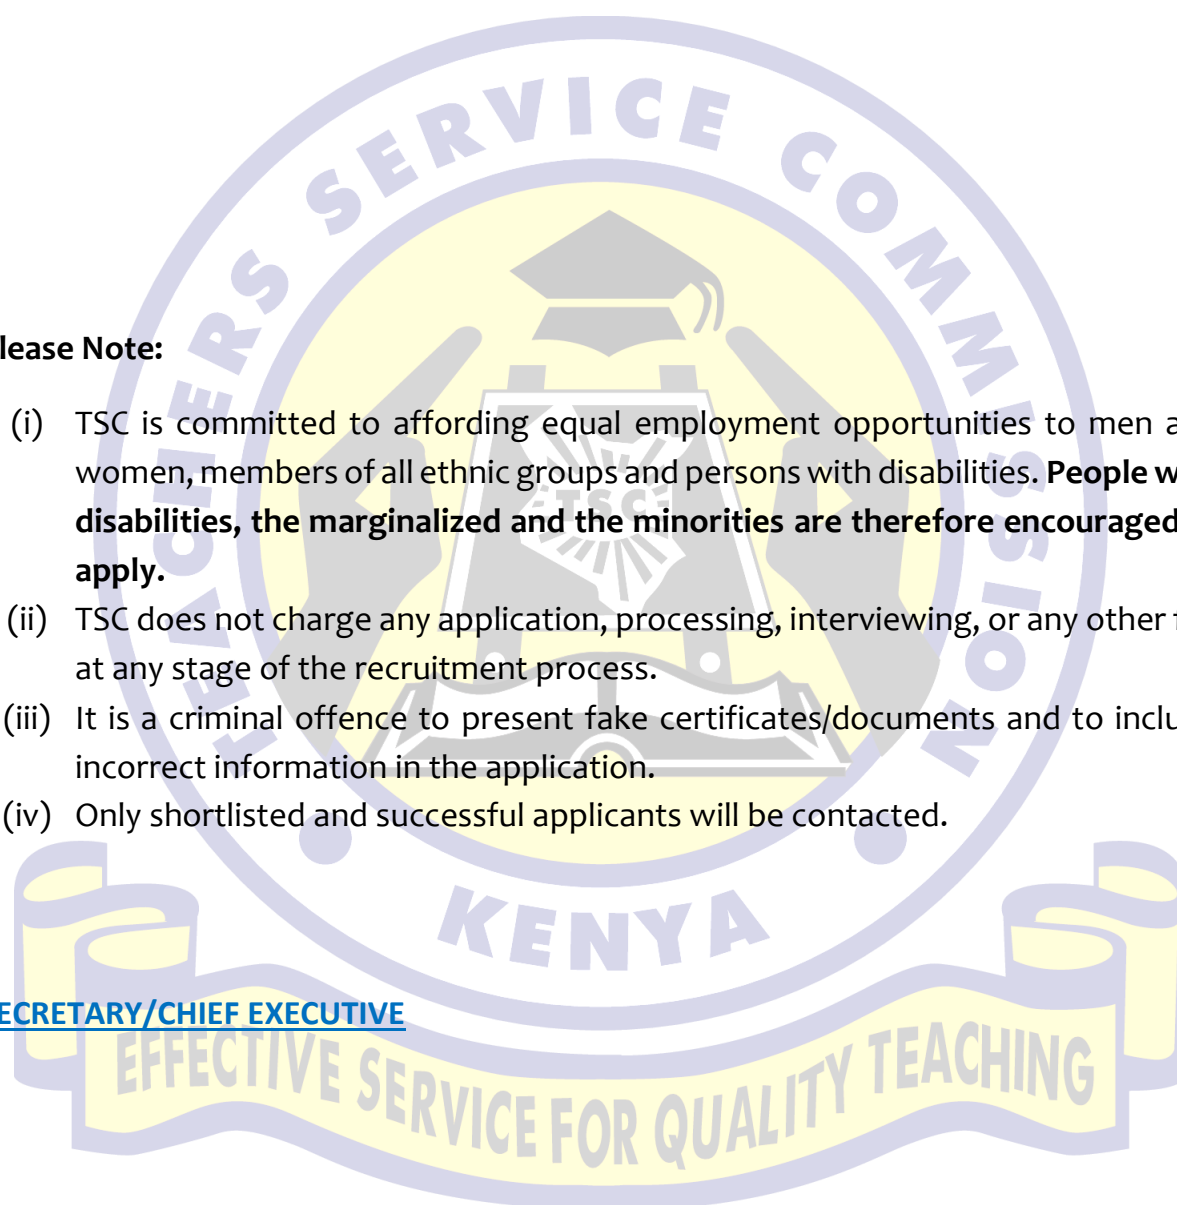 TEACHERS SERVICE COMMISSION
lease Note:
(i) TSC is committed to affording equal employment opportunities to men a
women, members of all ethnic groups and persons with disabilities. People w
disabilities, the marginalized and the minorities are therefore encouraged
apply.
TSC
(ii) TSC does not charge any application, processing, interviewing, or any other f
at any stage of the recruitment process.
(iii) It is a criminal offence to present fake certificates/documents and to inclu
incorrect information in the application.
(iv) Only shortlisted and successful applicants will be contacted.
KENYA
ECRETARY/CHIEF EXECUTIVE
EFFECTIVE SERVICE FOR QUALITY TEACHING